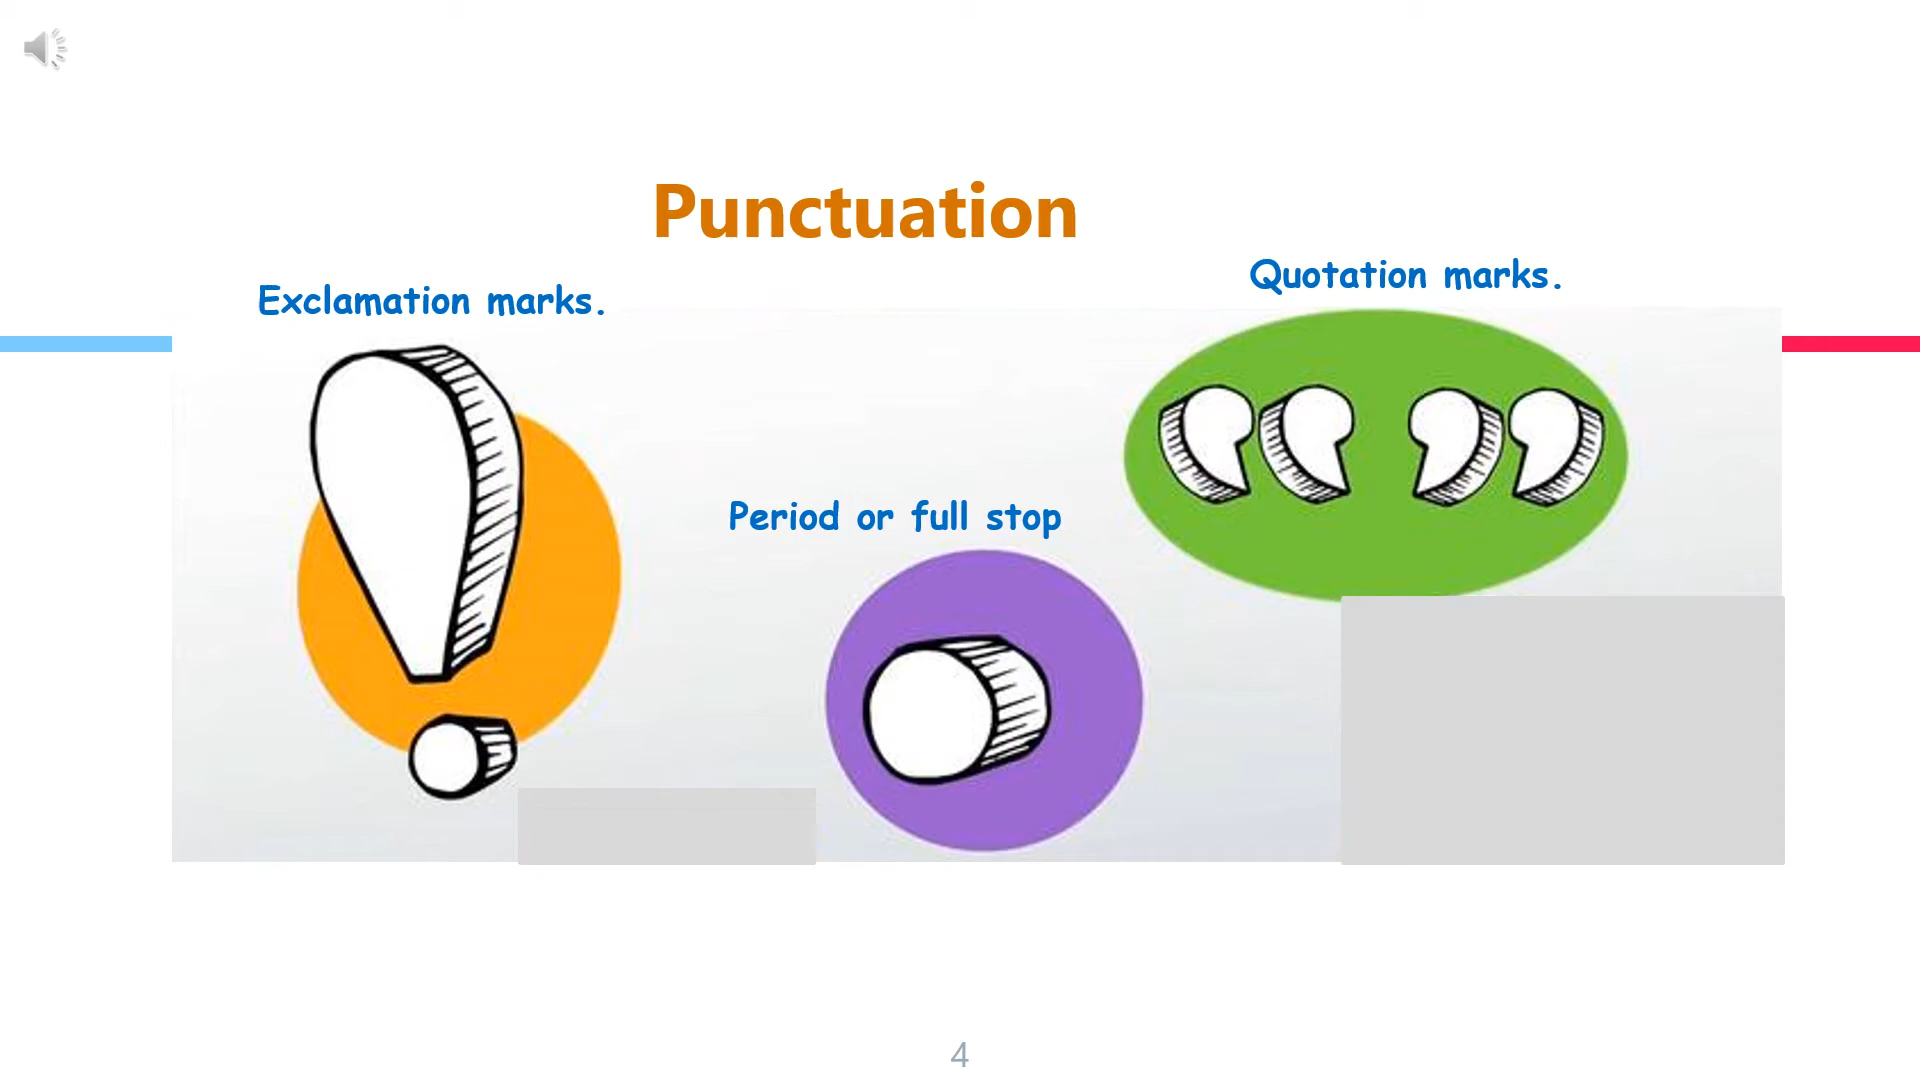 Punctuation
Exclamation marks.
Quotation marks.
Period or full stop
4